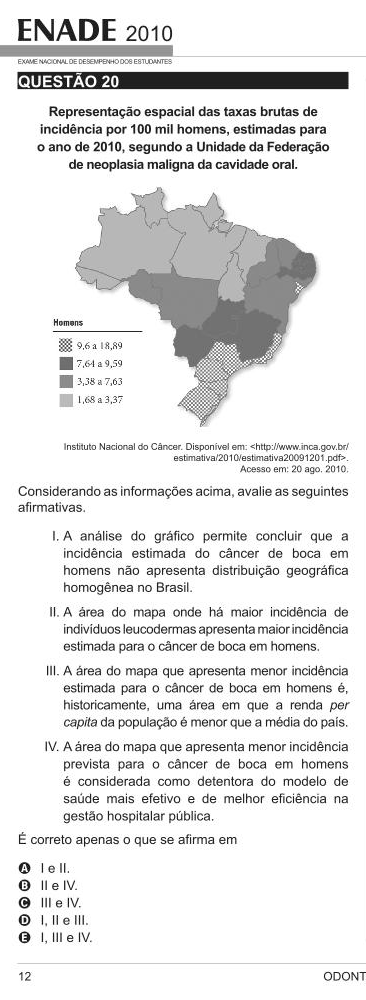 ENADE 2010
EXAME NACIONAL DE DESEMPENHO DOS ESTUDANTES
QUESTÃO 20
Representação espacial das taxas brutas de
incidência por 100 mil homens, estimadas para
o ano de 2010, segundo a Unidade da Federação
de neoplasia maligna da cavidade oral.
Homens
9,6 a 18,89
7,64 a 9,59
3,38 a 7,63
1,68 a 3,37
Instituto Nacional do Câncer. Disponível em: <http://www.inca.gov.br/
estimativa/2010/estimativa20091201.pdf>.
Acesso em: 20 ago. 2010.
Considerando as informações acima, avalie as seguintes
afirmativas.
I. A análise do gráfico permite concluir que a
incidência estimada do câncer de boca em
homens não apresenta distribuição geográfica
homogênea no Brasil.
II. A área do mapa onde há maior incidência de
indivíduos leucodermas apresenta maior incidência
estimada para o câncer de boca em homens.
III. A área do mapa que apresenta menor incidência
estimada para o câncer de boca em homens é,
historicamente, uma área em que a renda per
capita da população é menor que a média do país.
IV. A área do mapa que apresenta menor incidência
prevista para o câncer de boca em homens
é considerada como detentora do modelo de
saúde mais efetivo e de melhor eficiência na
gestão hospitalar pública.
É correto apenas o que se afirma em
A I e II.
B II e IV.
C III e IV.
D I, II e III.
E I, III e IV.
12
ODONT